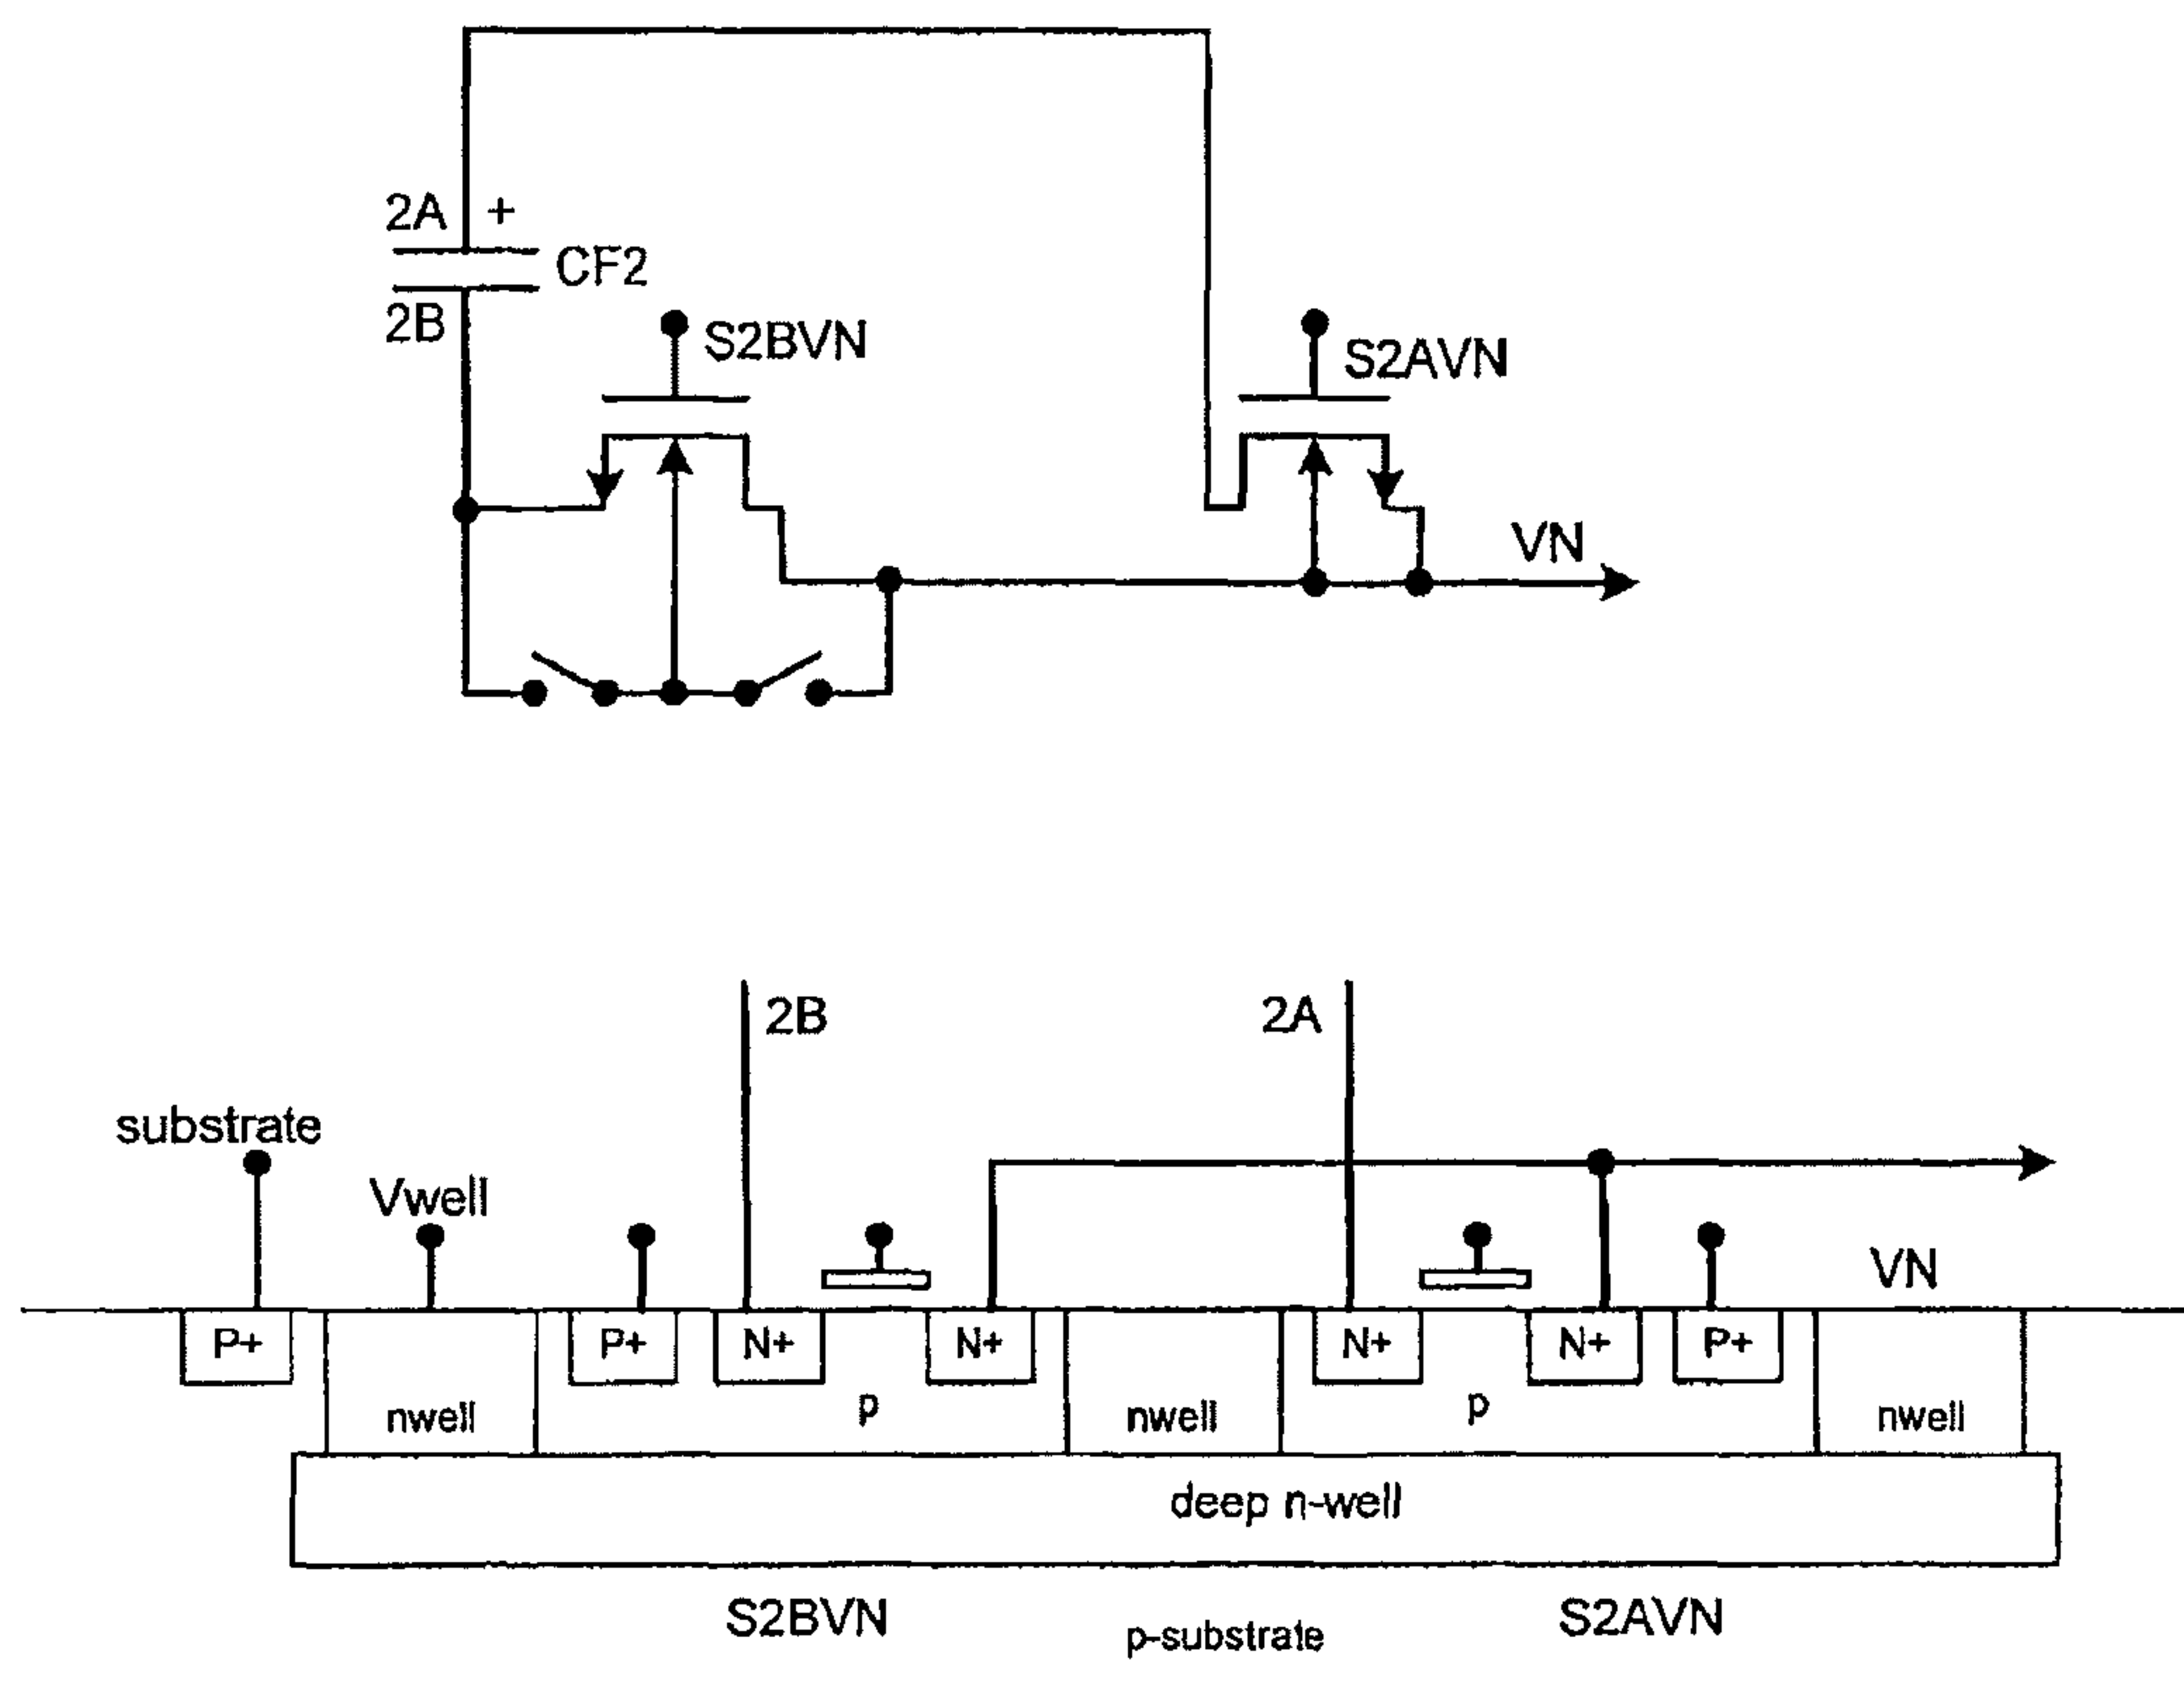 2A +
CF2
2B
S2BVN
S2AVN
VN
2B
2A
substrate
Vwell
VN
P+ P+ N+ N+ N+ N+ P+
nwell p nwell p nwell
deep n-well
S2BVN p-substrate S2AVN